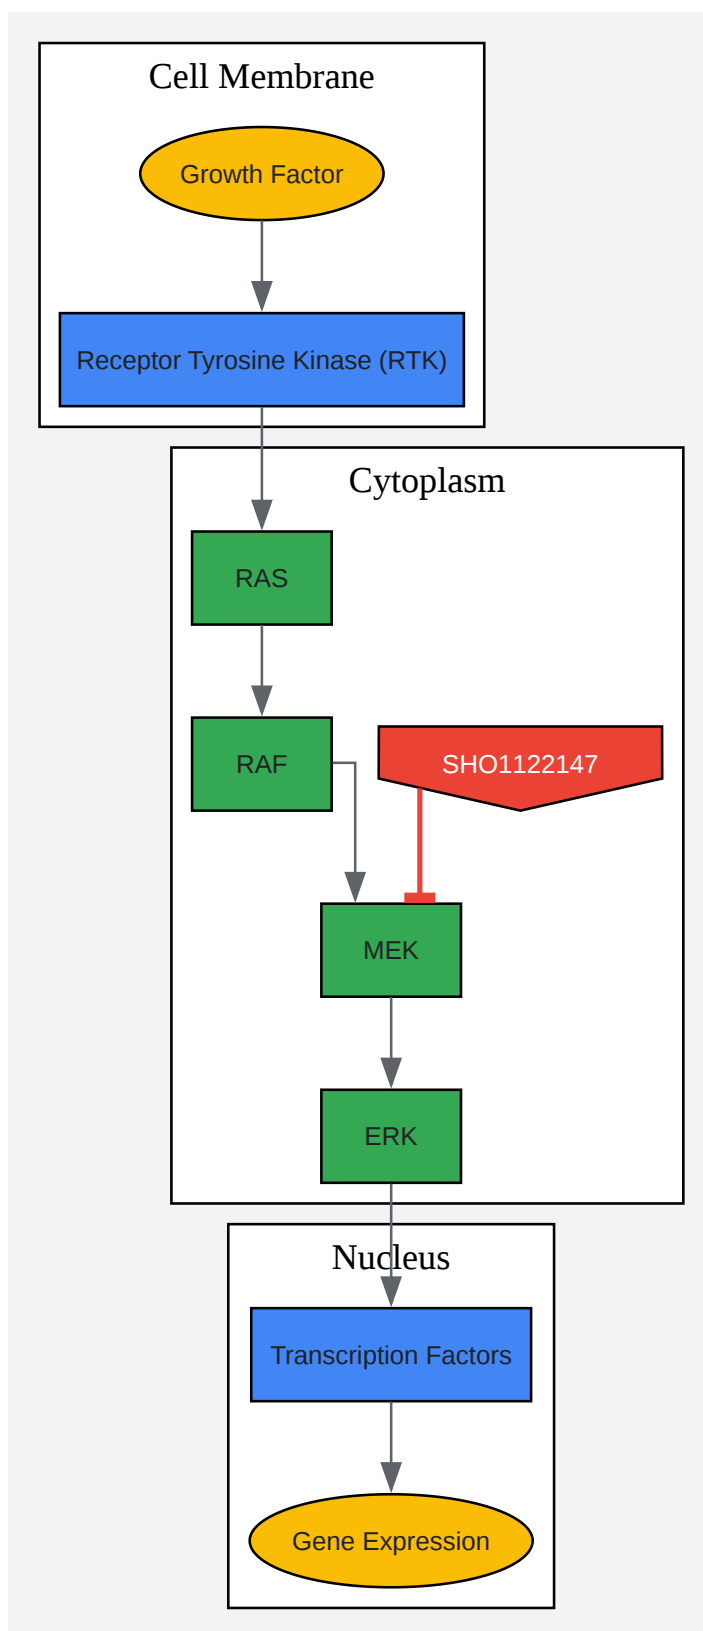 Cell Membrane
Growth Factor
Receptor Tyrosine Kinase (RTK)
Cytoplasm
RAS
RAF
SHO1122147
MEK
ERK
Nucleus
Transcription Factors
Gene Expression